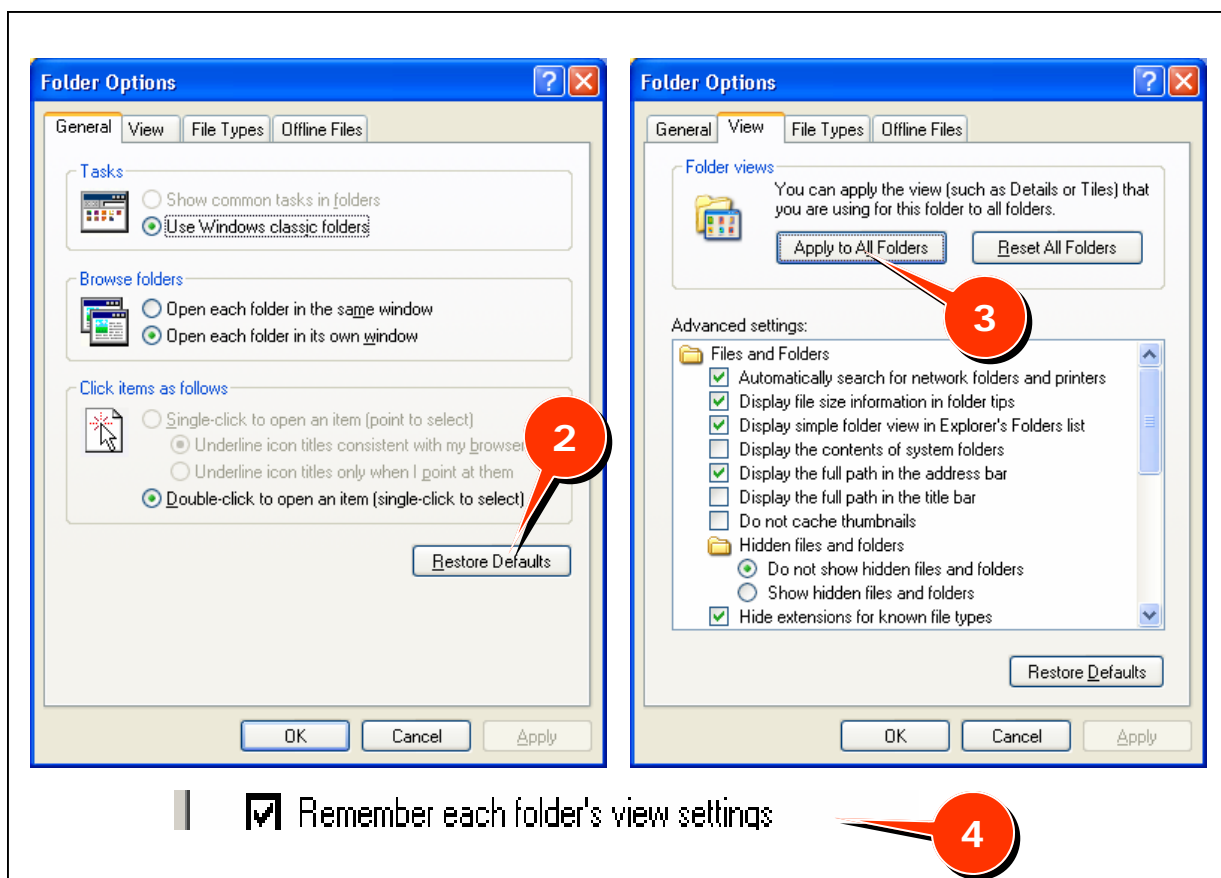 Folder Options
General View File Types Offline Files
Tasks
Show common tasks in folders
Use Windows classic folders
Browse folders
Open each folder in the same window
Open each folder in its own window
Click items as follows
Single-click to open an item (point to select)
Underline icon titles consistent with my browser
Underline icon titles only when I point at them
Double-click to open an item (single-click to select)
2
Restore Defaults
OK Cancel Apply
Folder Options
General View File Types Offline Files
Folder views
You can apply the view (such as Details or Tiles) that
you are using for this folder to all folders.
Apply to All Folders Reset All Folders
3
Advanced settings:
Files and Folders
Automatically search for network folders and printers
Display file size information in folder tips
Display simple folder view in Explorer's Folders list
Display the contents of system folders
Display the full path in the address bar
Display the full path in the title bar
Do not cache thumbnails
Hidden files and folders
Do not show hidden files and folders
Show hidden files and folders
Hide extensions for known file types
Restore Defaults
OK Cancel Apply
Remember each folder's view settings
4